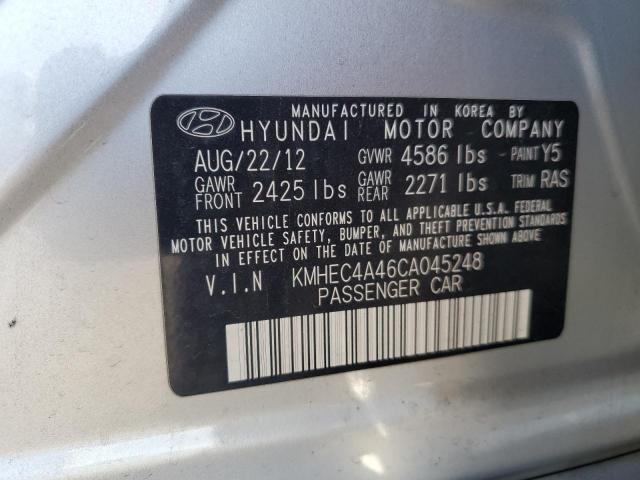 MANUFACTURED IN KOREA BY
HYUNDAI MOTOR COMPANY
AUG/22/12 GVWR 4586 lbs PAINT Y5
GAWR FRONT 2425 lbs GAWR REAR 2271 lbs TRIM RAS
THIS VEHICLE CONFORMS TO ALL APPLICABLE U.S.A. FEDERAL
MOTOR VEHICLE SAFETY, BUMPER, AND THEFT PREVENTION STANDARDS
IN EFFECT ON THE DATE OF MANUFACTURE SHOWN ABOVE.
V.I.N KMHEC4A46CA045248
PASSENGER CAR